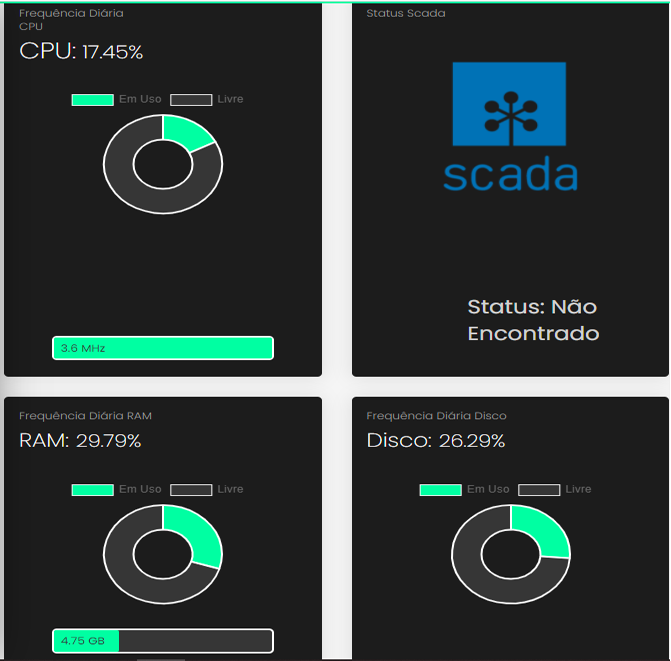 Frequência Diária
CPU
CPU: 17.45%
Em Uso
Livre
3.6 MHz
Status Scada
scada
Status: Não
Encontrado
Frequência Diária RAM
RAM: 29.79%
Em Uso
Livre
4.75 GB
Frequência Diária Disco
Disco: 26.29%
Em Uso
Livre